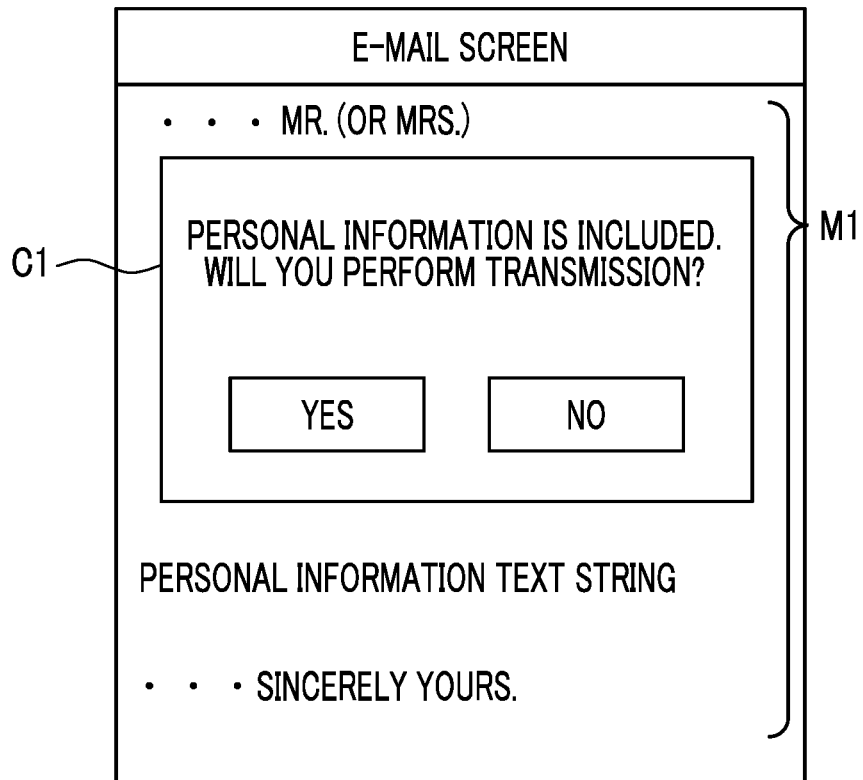 E-MAIL SCREEN
・ ・ ・ MR. (OR MRS.)
PERSONAL INFORMATION IS INCLUDED.
WILL YOU PERFORM TRANSMISSION?
C1
M1
YES NO
PERSONAL INFORMATION TEXT STRING
・ ・ ・ SINCERELY YOURS.